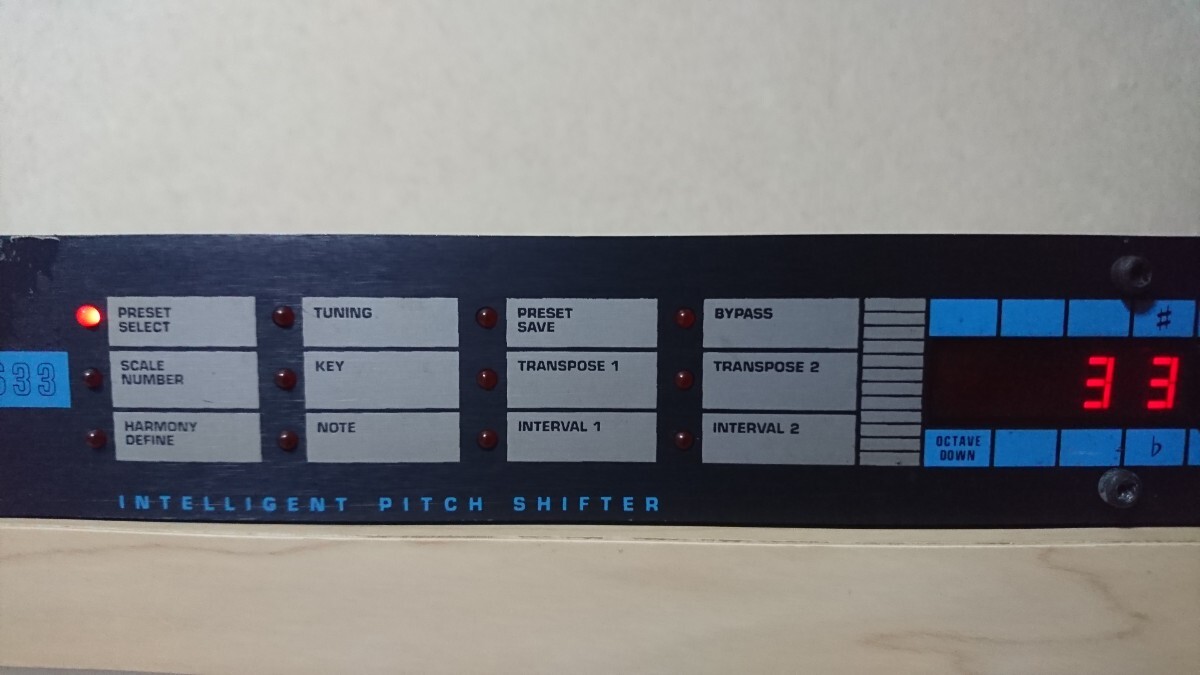 PRESET
SELECT
TUNING
PRESET
SAVE
BYPASS
♯
S33
SCALE
NUMBER
KEY
TRANSPOSE 1
TRANSPOSE 2
33
HARMONY
DEFINE
NOTE
INTERVAL 1
INTERVAL 2
OCTAVE
DOWN
♭
INTELLIGENT PITCH SHIFTER